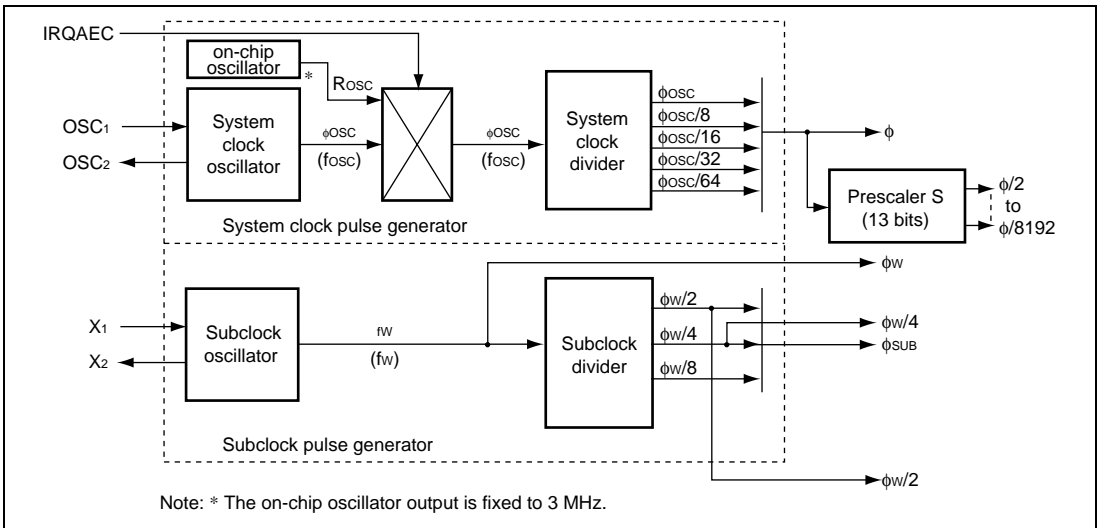 IRQAEC
on-chip
oscillator
*
ROSC
OSC1
OSC2
System
clock
oscillator
φOSC
(fOSC)
φOSC
(fOSC)
System
clock
divider
φOSC
φOSC/8
φOSC/16
φOSC/32
φOSC/64
φ
Prescaler S
(13 bits)
φ/2
to
φ/8192
System clock pulse generator
φW
X1
X2
Subclock
oscillator
fW
(fW)
Subclock
divider
φW/2
φW/4
φW/8
φW/4
φSUB
Subclock pulse generator
φW/2
Note: * The on-chip oscillator output is fixed to 3 MHz.